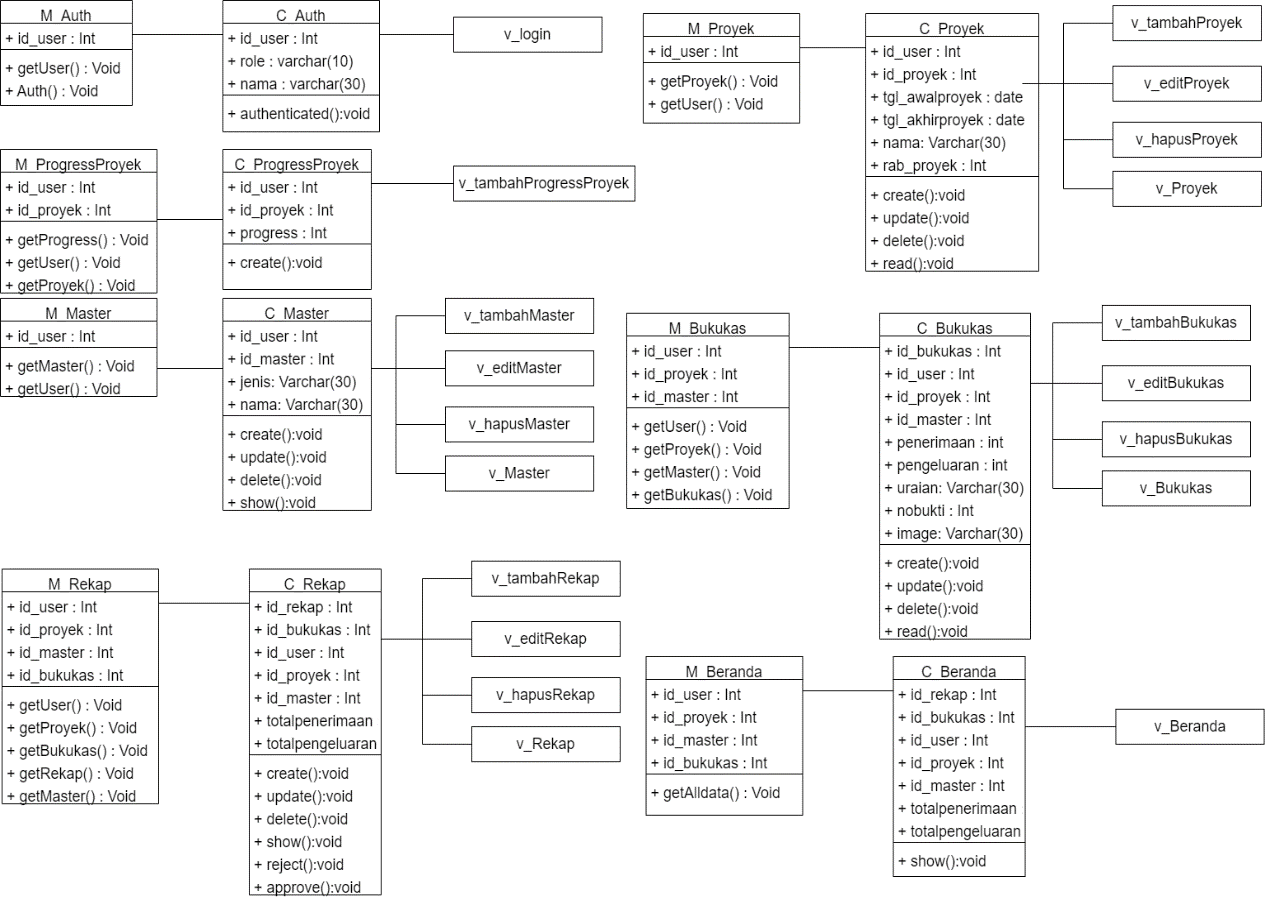 M_Auth
+ id_user : Int
+ getUser() : Void
+ Auth() : Void
C_Auth
+ id_user : Int
+ role : varchar(10)
+ nama : varchar(30)
+ authenticated():void
v_login
M_Proyek
+ id_user : Int
+ getProyek() : Void
+ getUser() : Void
C_Proyek
+ id_user : Int
+ id_proyek : Int
+ tgl_awalproyek : date
+ tgl_akhirproyek : date
+ nama: Varchar(30)
+ rab_proyek : Int
+ create():void
+ update():void
+ delete():void
+ read():void
v_tambahProyek
v_editProyek
v_hapusProyek
v_Proyek
M_ProgressProyek
+ id_user : Int
+ id_proyek : Int
+ getProgress() : Void
+ getUser() : Void
+ getProyek() : Void
C_ProgressProyek
+ id_user : Int
+ id_proyek : Int
+ progress : Int
+ create():void
v_tambahProgressProyek
M_Master
+ id_user : Int
+ getMaster() : Void
+ getUser() : Void
C_Master
+ id_user : Int
+ id_master : Int
+ jenis: Varchar(30)
+ nama: Varchar(30)
+ create():void
+ update():void
+ delete():void
+ show():void
v_tambahMaster
v_editMaster
v_hapusMaster
v_Master
M_Bukukas
+ id_user : Int
+ id_proyek : Int
+ id_master : Int
+ getUser() : Void
+ getProyek() : Void
+ getMaster() : Void
+ getBukukas() : Void
C_Bukukas
+ id_bukukas : Int
+ id_user : Int
+ id_proyek : Int
+ id_master : Int
+ penerimaan : int
+ pengeluaran : int
+ uraian: Varchar(30)
+ nobukti : Int
+ image: Varchar(30)
+ create():void
+ update():void
+ delete():void
+ read():void
v_tambahBukukas
v_editBukukas
v_hapusBukukas
v_Bukukas
M_Rekap
+ id_user : Int
+ id_proyek : Int
+ id_master : Int
+ id_bukukas : Int
+ getUser() : Void
+ getProyek() : Void
+ getBukukas() : Void
+ getRekap() : Void
+ getMaster() : Void
C_Rekap
+ id_rekap : Int
+ id_bukukas : Int
+ id_user : Int
+ id_proyek : Int
+ id_master : Int
+ totalpenerimaan
+ totalpengeluaran
+ create():void
+ update():void
+ delete():void
+ show():void
+ reject():void
+ approve():void
v_tambahRekap
v_editRekap
v_hapusRekap
v_Rekap
M_Beranda
+ id_user : Int
+ id_proyek : Int
+ id_master : Int
+ id_bukukas : Int
+ getAlldata() : Void
C_Beranda
+ id_rekap : Int
+ id_bukukas : Int
+ id_user : Int
+ id_proyek : Int
+ id_master : Int
+ totalpenerimaan
+ totalpengeluaran
+ show():void
v_Beranda